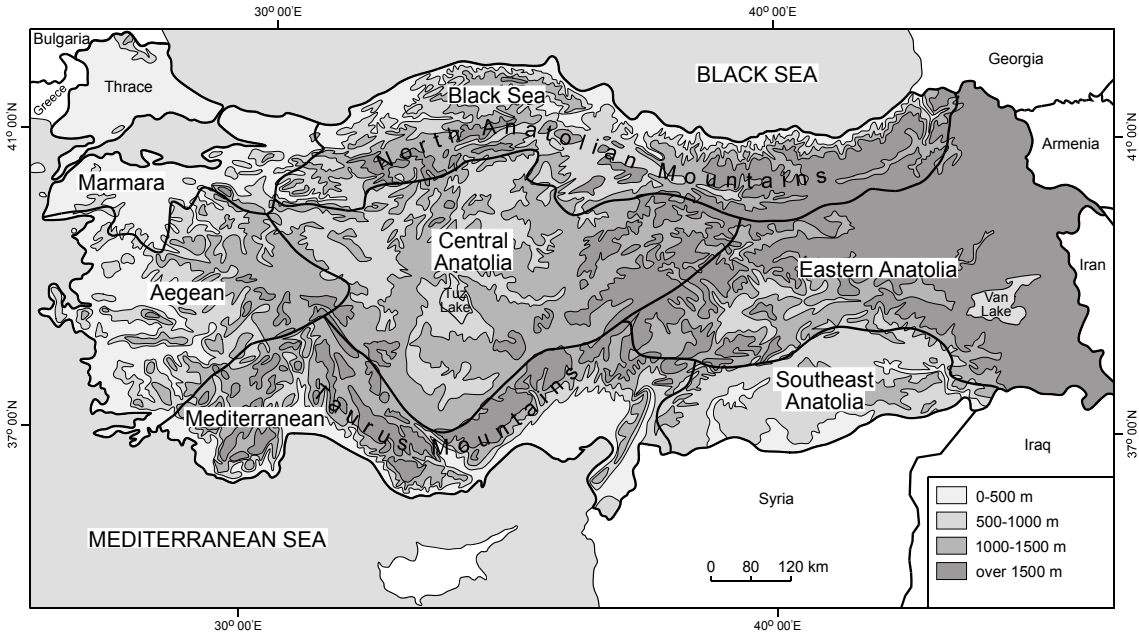 30° 00'E
40° 00'E
Bulgaria
Thrace
Greece
BLACK SEA
Georgia
Black Sea
41° 00'N
41° 00'N
Armenia
North Anatolian Mountains
Marmara
Central
Anatolia
Iran
Eastern Anatolia
Aegean
Tuz
Lake
Van
Lake
Southeast
Anatolia
Taurus Mountains
Mediterranean
37° 00'N
37° 00'N
Iraq
Syria
MEDITERRANEAN SEA
0 80 120 km
0-500 m
500-1000 m
1000-1500 m
over 1500 m
30° 00'E
40° 00'E